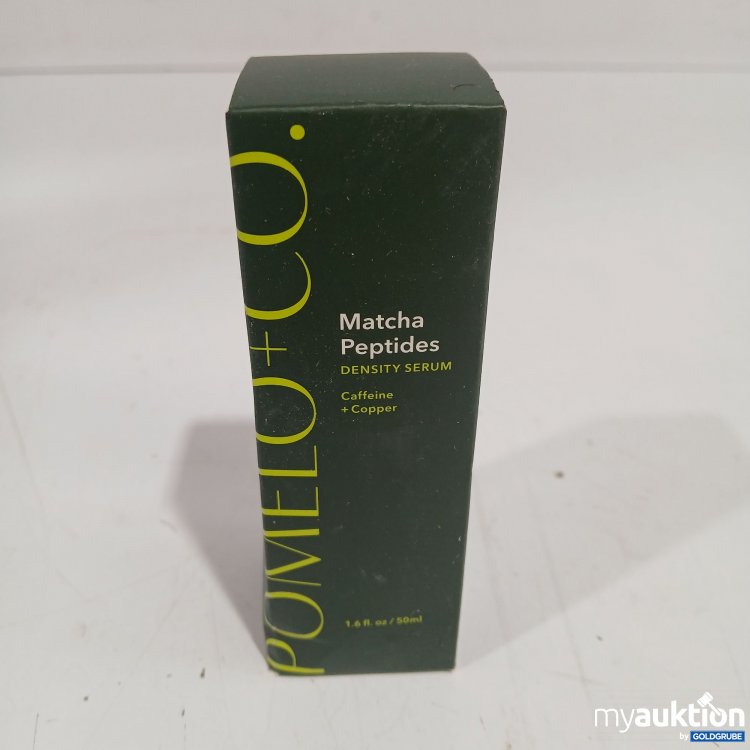 POMELO+CO.
Matcha
Peptides
DENSITY SERUM
Caffeine
+ Copper
1.6 fl. oz / 50ml
myauktion
by GOLDGRUBE